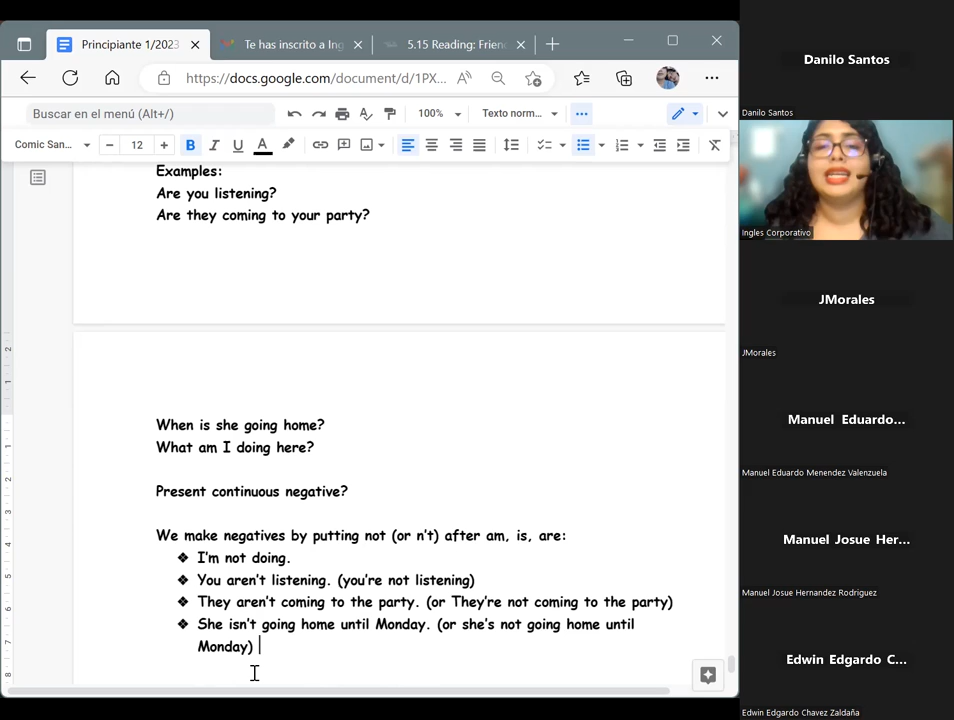 Principiante 1/2023
Te has inscrito a Ing
5.15 Reading: Frien
https://docs.google.com/document/d/1PX...
Buscar en el menú (Alt+/)
100%
Texto norm...
Comic San...
12
Examples:
Are you listening?
Are they coming to your party?
When is she going home?
What am I doing here?
Present continuous negative?
We make negatives by putting not (or n't) after am, is, are:
❖ I'm not doing.
❖ You aren't listening. (you're not listening)
❖ They aren't coming to the party. (or They're not coming to the party)
❖ She isn't going home until Monday. (or she's not going home until
Monday)
Danilo Santos
Danilo Santos
Ingles Corporativo
JMorales
JMorales
Manuel Eduardo...
Manuel Eduardo Menendez Valenzuela
Manuel Josue Her...
Manuel Josue Hernandez Rodriguez
Edwin Edgardo C...
Edwin Edgardo Chavez Zaldaña